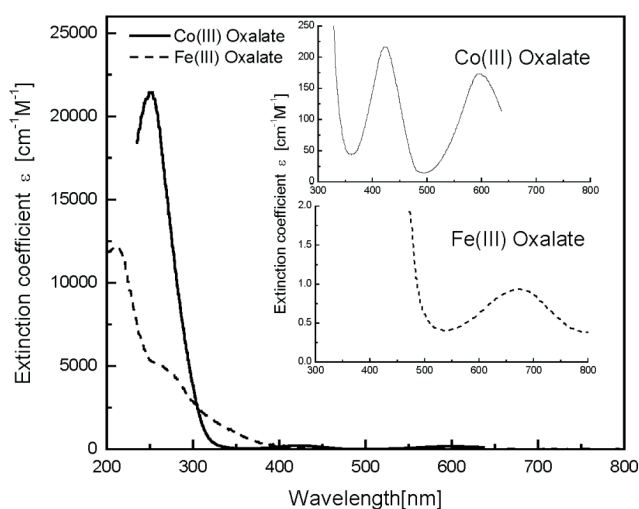 25000
20000
15000
10000
5000
0
Extinction coefficient ε [cm⁻¹M⁻¹]
Co(III) Oxalate
Fe(III) Oxalate
250
200
150
100
50
0
Co(III) Oxalate
300 400 500 600 700 800
Extinction coefficient ε [cm⁻¹M⁻¹]
2.0
1.5
1.0
0.5
0.0
Fe(III) Oxalate
300 400 500 600 700 800
200 300 400 500 600 700 800
Wavelength[nm]